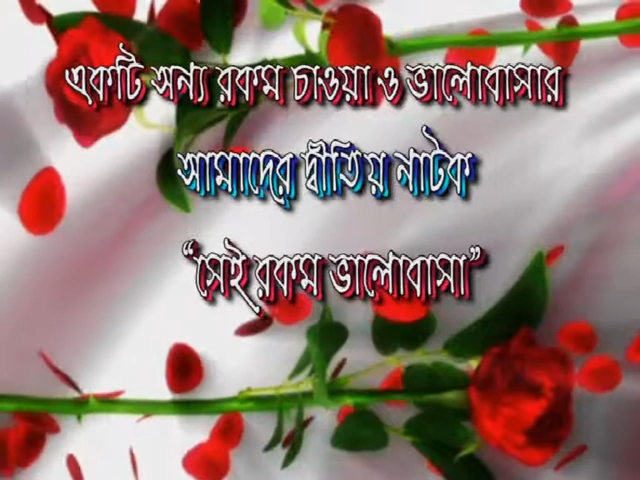 একটি অন্য রকম চাওয়া ও ভালোবাসার
আমাদের দ্বীতিয় নাটক
“সেই রকম ভালোবাসা”